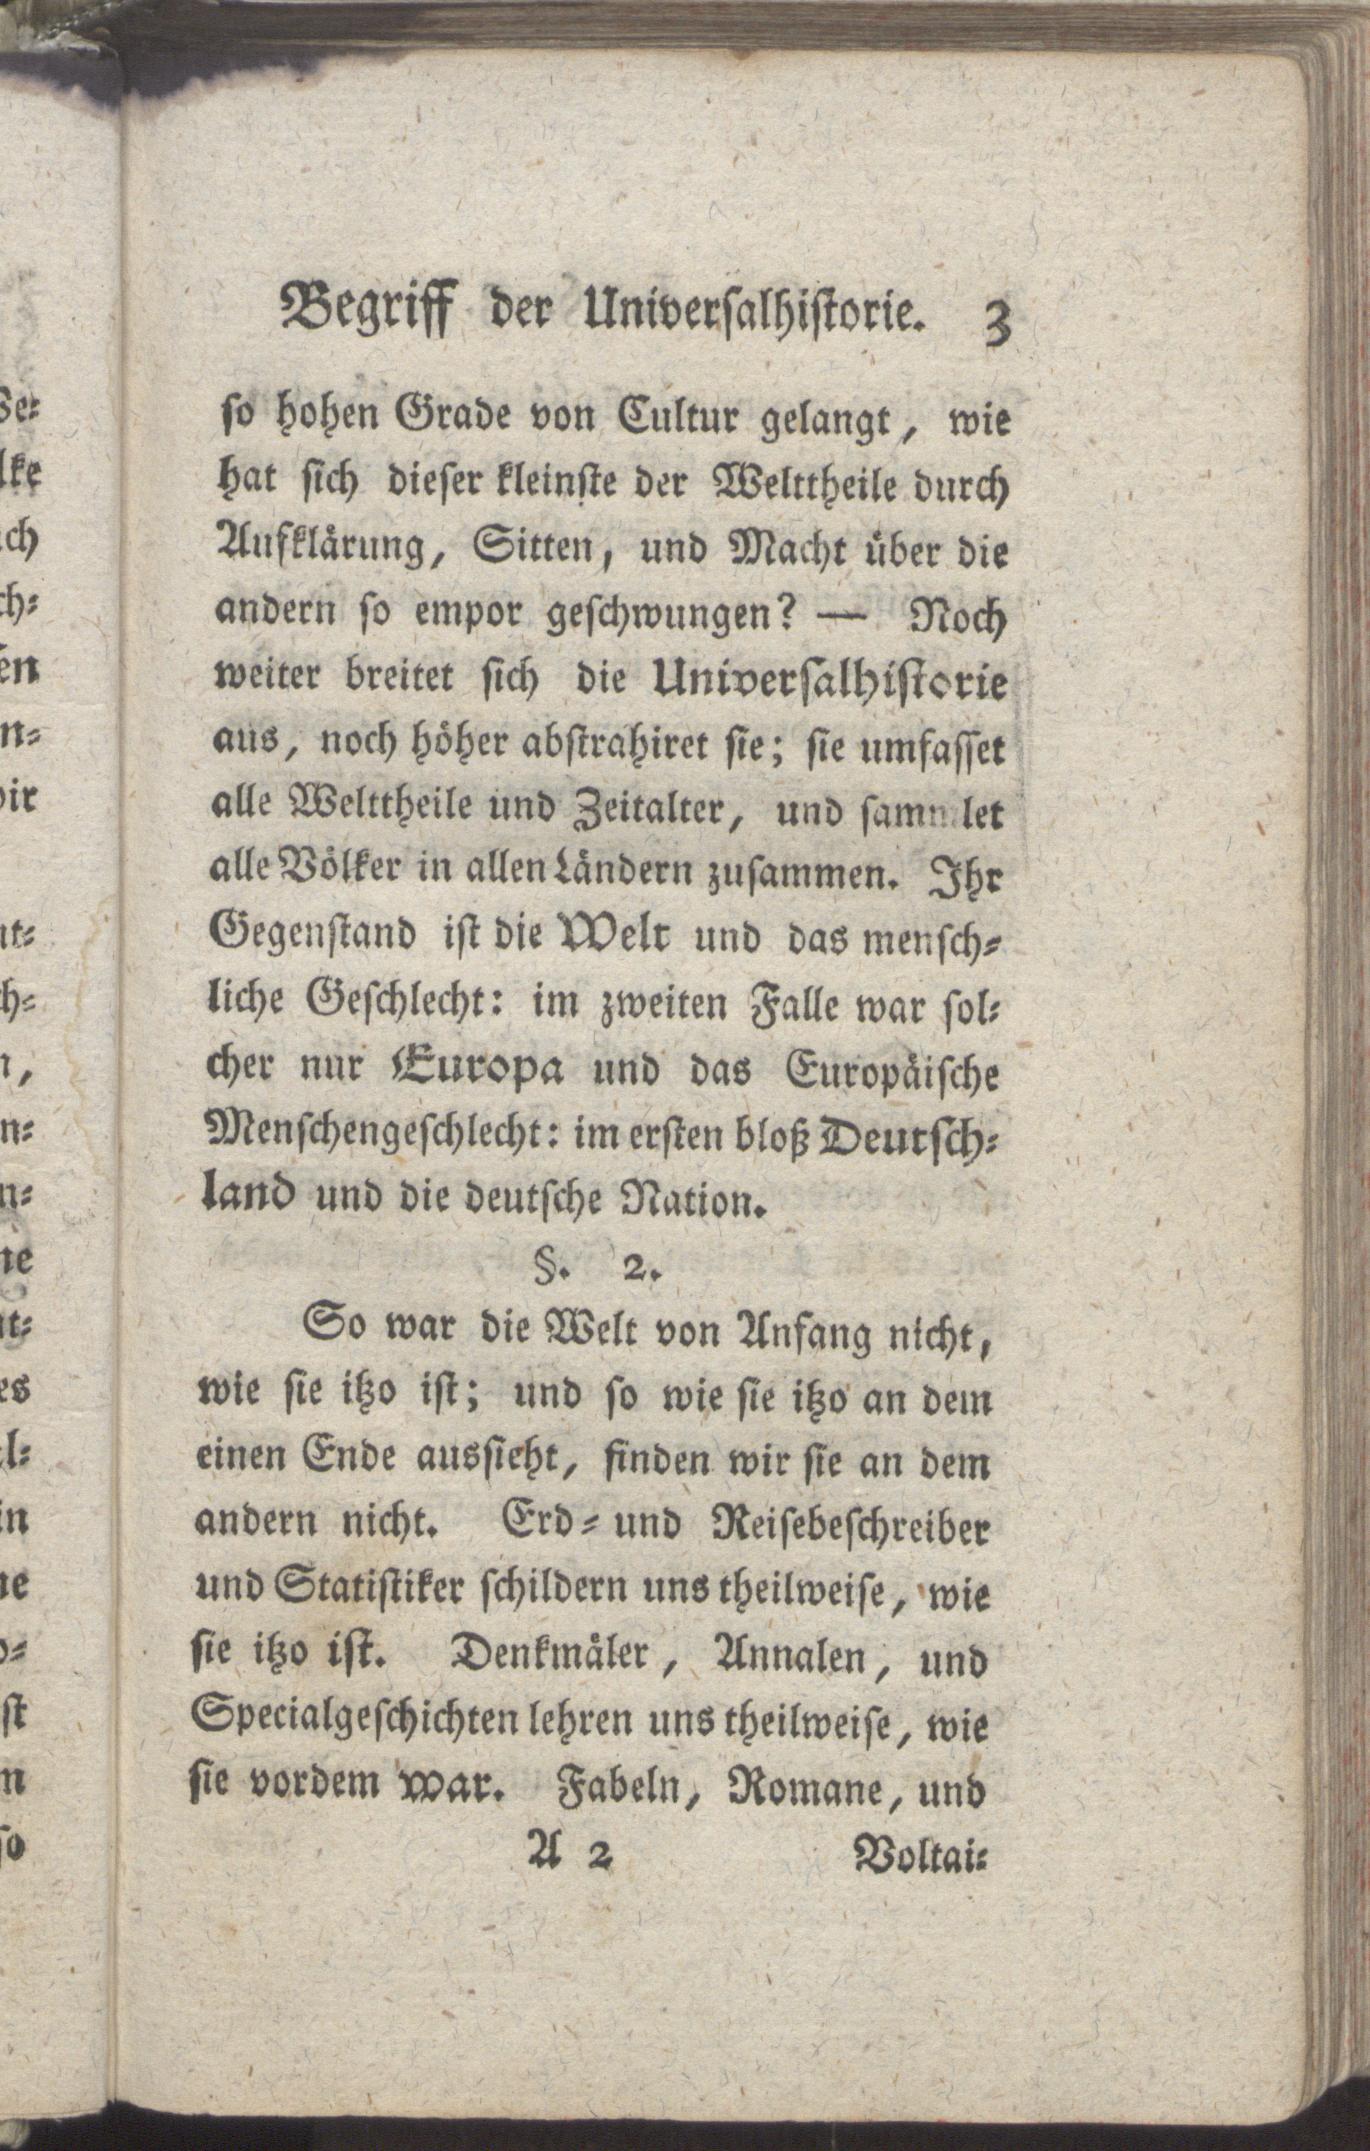 Begriff der Universalhistorie. 3
so hohen Grade von Cultur gelangt, wie
hat sich dieser kleinste der Welttheile durch
Aufklärung, Sitten, und Macht über die
andern so empor geschwungen? — Noch
weiter breitet sich die Universalhistorie
aus, noch höher abstrahiret sie; sie umfasset
alle Welttheile und Zeitalter, und sammlet
alle Völker in allen Ländern zusammen. Ihr
Gegenstand ist die Welt und das mensch-
liche Geschlecht: im zweiten Falle war sol-
cher nur Europa und das Europäische
Menschengeschlecht: im ersten bloß Deutsch-
land und die deutsche Nation.
§. 2.
So war die Welt von Anfang nicht,
wie sie itzo ist; und so wie sie itzo an dem
einen Ende aussieht, finden wir sie an dem
andern nicht. Erd- und Reisebeschreiber
und Statistiker schildern uns theilweise, wie
sie itzo ist. Denkmäler, Annalen, und
Specialgeschichten lehren uns theilweise, wie
sie vordem war. Fabeln, Romane, und
A 2 Voltai-